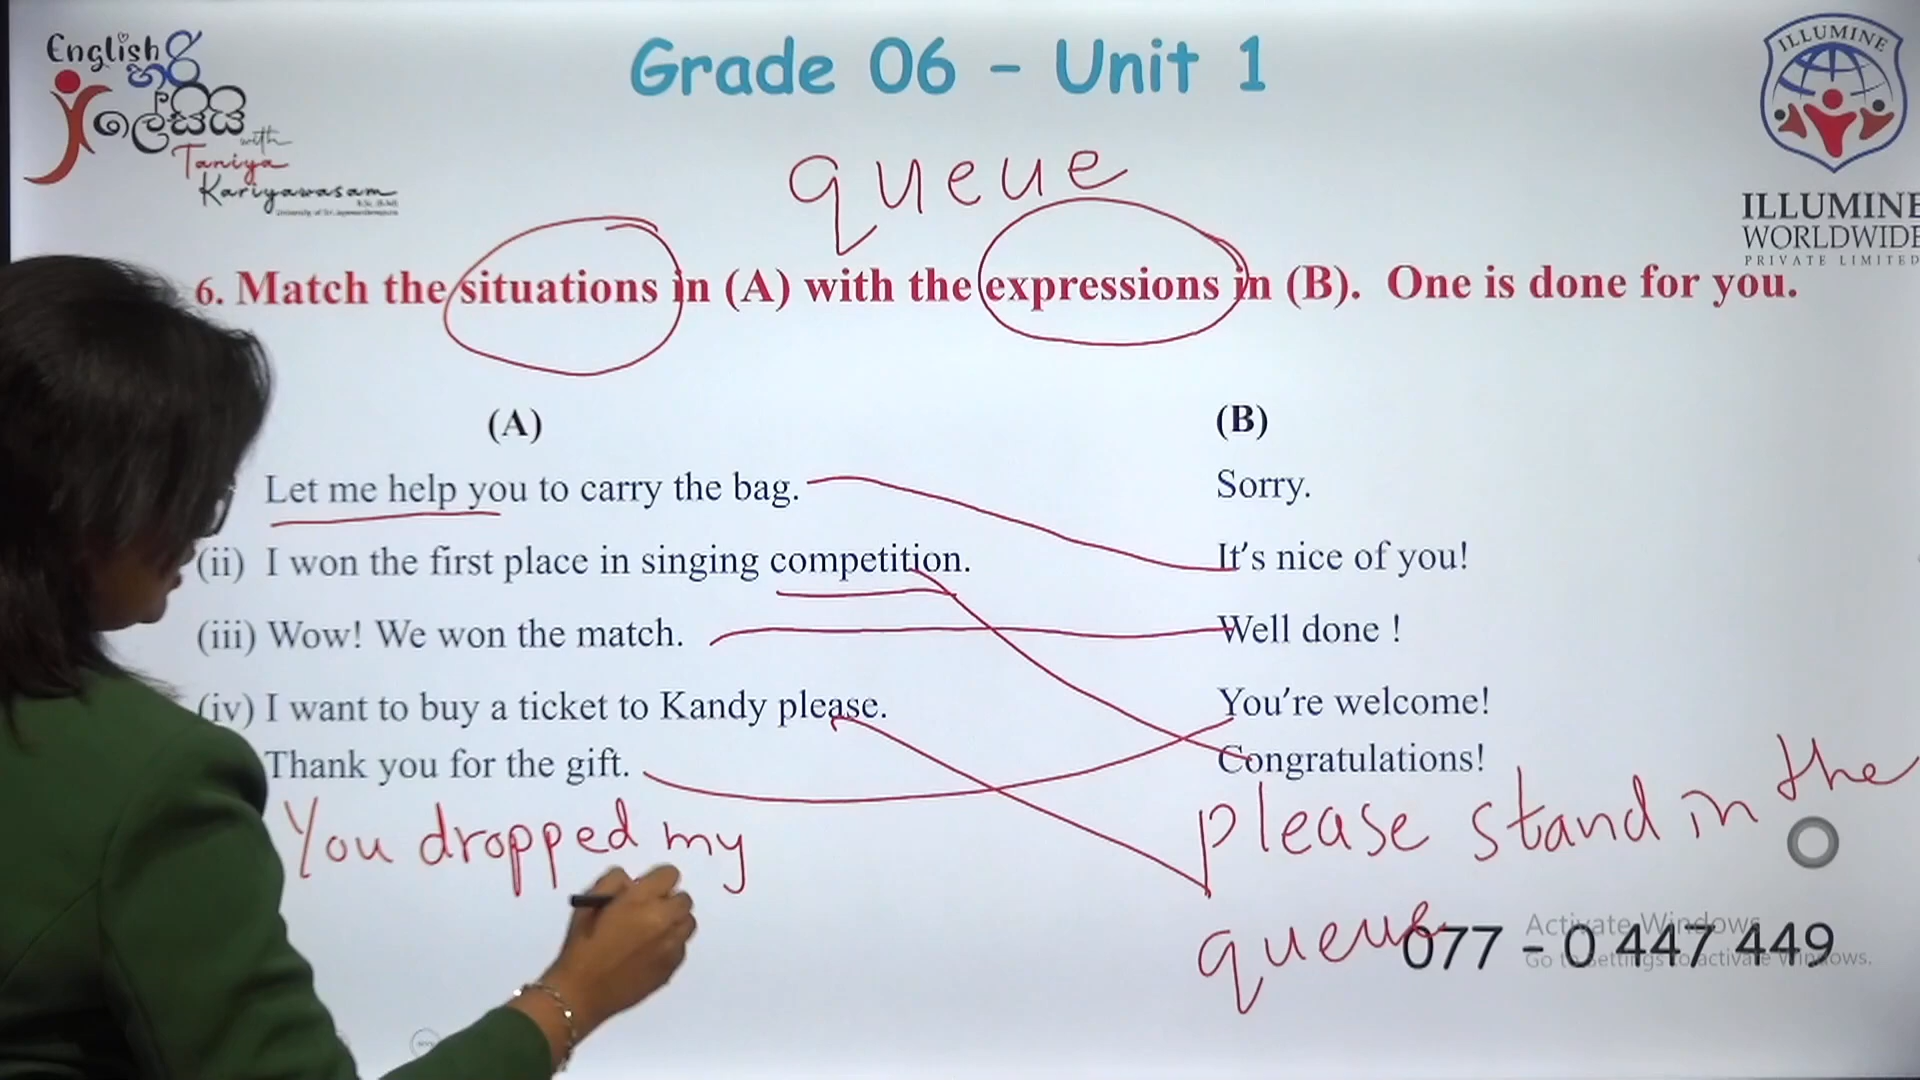 English හරි
ලේසියි
with
Taniya
Kariyawasam
Grade 06 - Unit 1
ILLUMINE
ILLUMINE
WORLDWIDE
PRIVATE LIMITED
queue
6. Match the situations in (A) with the expressions in (B). One is done for you.
(A) (B)
Let me help you to carry the bag. Sorry.
(ii) I won the first place in singing competition. It's nice of you!
(iii) Wow! We won the match. Well done !
(iv) I want to buy a ticket to Kandy please. You're welcome!
Thank you for the gift. Congratulations!
You dropped my please stand in the
queue
077 - 0 447 449
Activate Windows
Go to Settings to activate Windows.